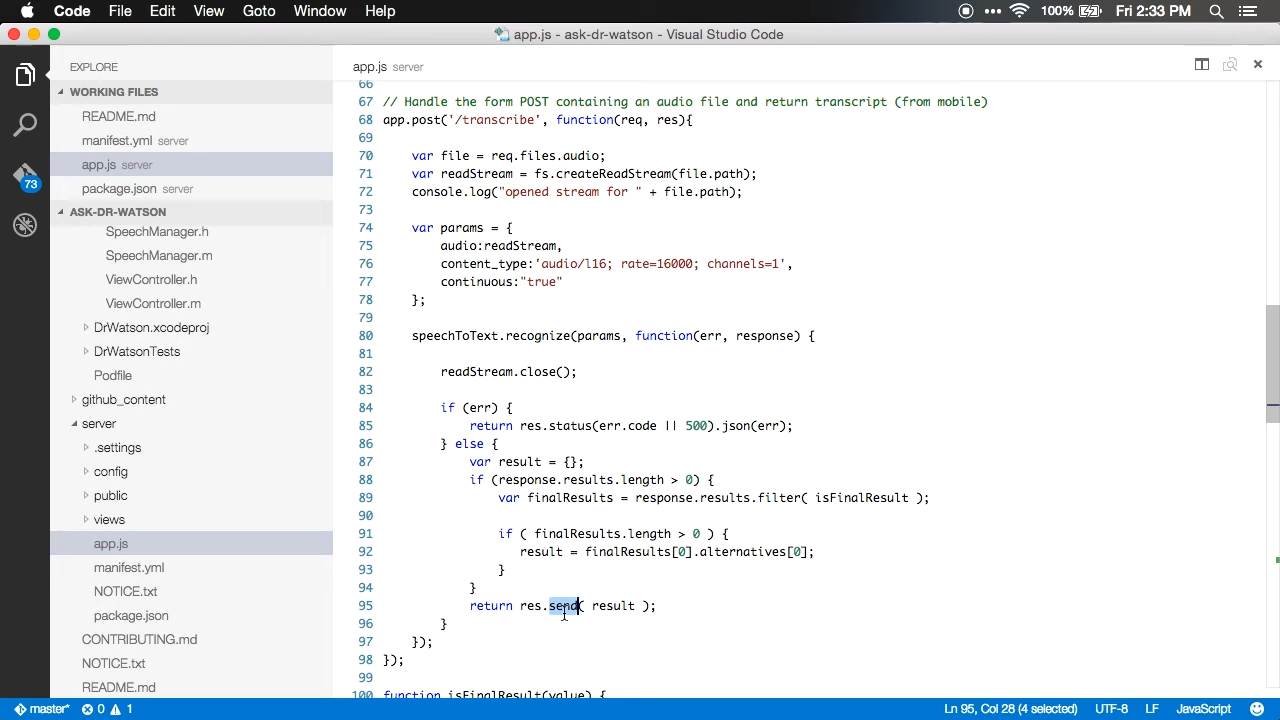 Code File Edit View Goto Window Help 100% Fri 2:33 PM
app.js - ask-dr-watson - Visual Studio Code
EXPLORE
WORKING FILES
README.md
manifest.yml server
app.js server
package.json server
ASK-DR-WATSON
SpeechManager.h
SpeechManager.m
ViewController.h
ViewController.m
DrWatson.xcodeproj
DrWatsonTests
Podfile
github_content
server
.settings
config
public
views
app.js
manifest.yml
NOTICE.txt
package.json
CONTRIBUTING.md
NOTICE.txt
README.md
73
app.js server
66
67 // Handle the form POST containing an audio file and return transcript (from mobile)
68 app.post('/transcribe', function(req, res){
69
70 var file = req.files.audio;
71 var readStream = fs.createReadStream(file.path);
72 console.log("opened stream for " + file.path);
73
74 var params = {
75 audio:readStream,
76 content_type:'audio/l16; rate=16000; channels=1',
77 continuous:"true"
78 };
79
80 speechToText.recognize(params, function(err, response) {
81
82 readStream.close();
83
84 if (err) {
85 return res.status(err.code || 500).json(err);
86 } else {
87 var result = {};
88 if (response.results.length > 0) {
89 var finalResults = response.results.filter( isFinalResult );
90
91 if ( finalResults.length > 0 ) {
92 result = finalResults[0].alternatives[0];
93 }
94 }
95 return res.send( result );
96 }
97 });
98 });
99
100 function isFinalResult(value) {
master* 0 1 Ln 95, Col 28 (4 selected) UTF-8 LF JavaScript